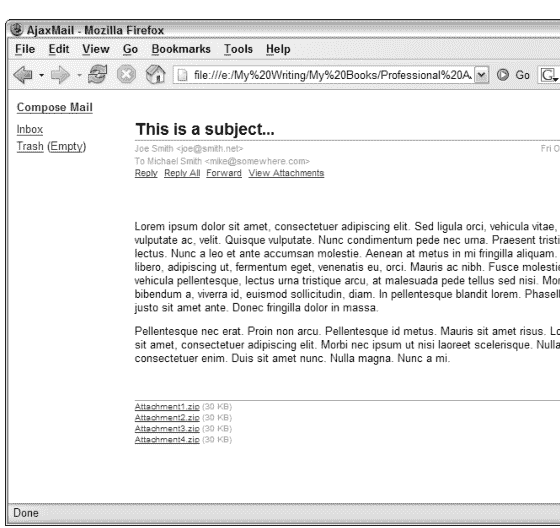 AjaxMail - Mozilla Firefox
File Edit View Go Bookmarks Tools Help
file:///e:/My%20Writing/My%20Books/Professional%20A Go G
Compose Mail
Inbox
Trash (Empty)
This is a subject...
Joe Smith <joe@smith.net> Fri O
To Michael Smith <mike@somewhere.com>
Reply Reply All Forward View Attachments
Lorem ipsum dolor sit amet, consectetuer adipiscing elit. Sed ligula orci, vehicula vitae,
vulputate ac, velit. Quisque vulputate. Nunc condimentum pede nec urna. Praesent tristi
lectus. Nunc a leo et ante accumsan molestie. Aenean at metus in mi fringilla aliquam.
libero, adipiscing ut, fermentum eget, venenatis eu, orci. Mauris ac nibh. Fusce molestie
vehicula pellentesque, lectus urna tristique arcu, at malesuada pede tellus sed nisi. Mor
bibendum a, viverra id, euismod sollicitudin, diam. In pellentesque blandit lorem. Phasell
justo sit amet ante. Donec fringilla dolor in massa.
Pellentesque nec erat. Proin non arcu. Pellentesque id metus. Mauris sit amet risus. Lo
sit amet, consectetuer adipiscing elit. Morbi nec ipsum ut nisi laoreet scelerisque. Nulla
consectetuer enim. Duis sit amet nunc. Nulla magna. Nunc a mi.
Attachment1.zip (30 KB)
Attachment2.zip (30 KB)
Attachment3.zip (30 KB)
Attachment4.zip (30 KB)
Done